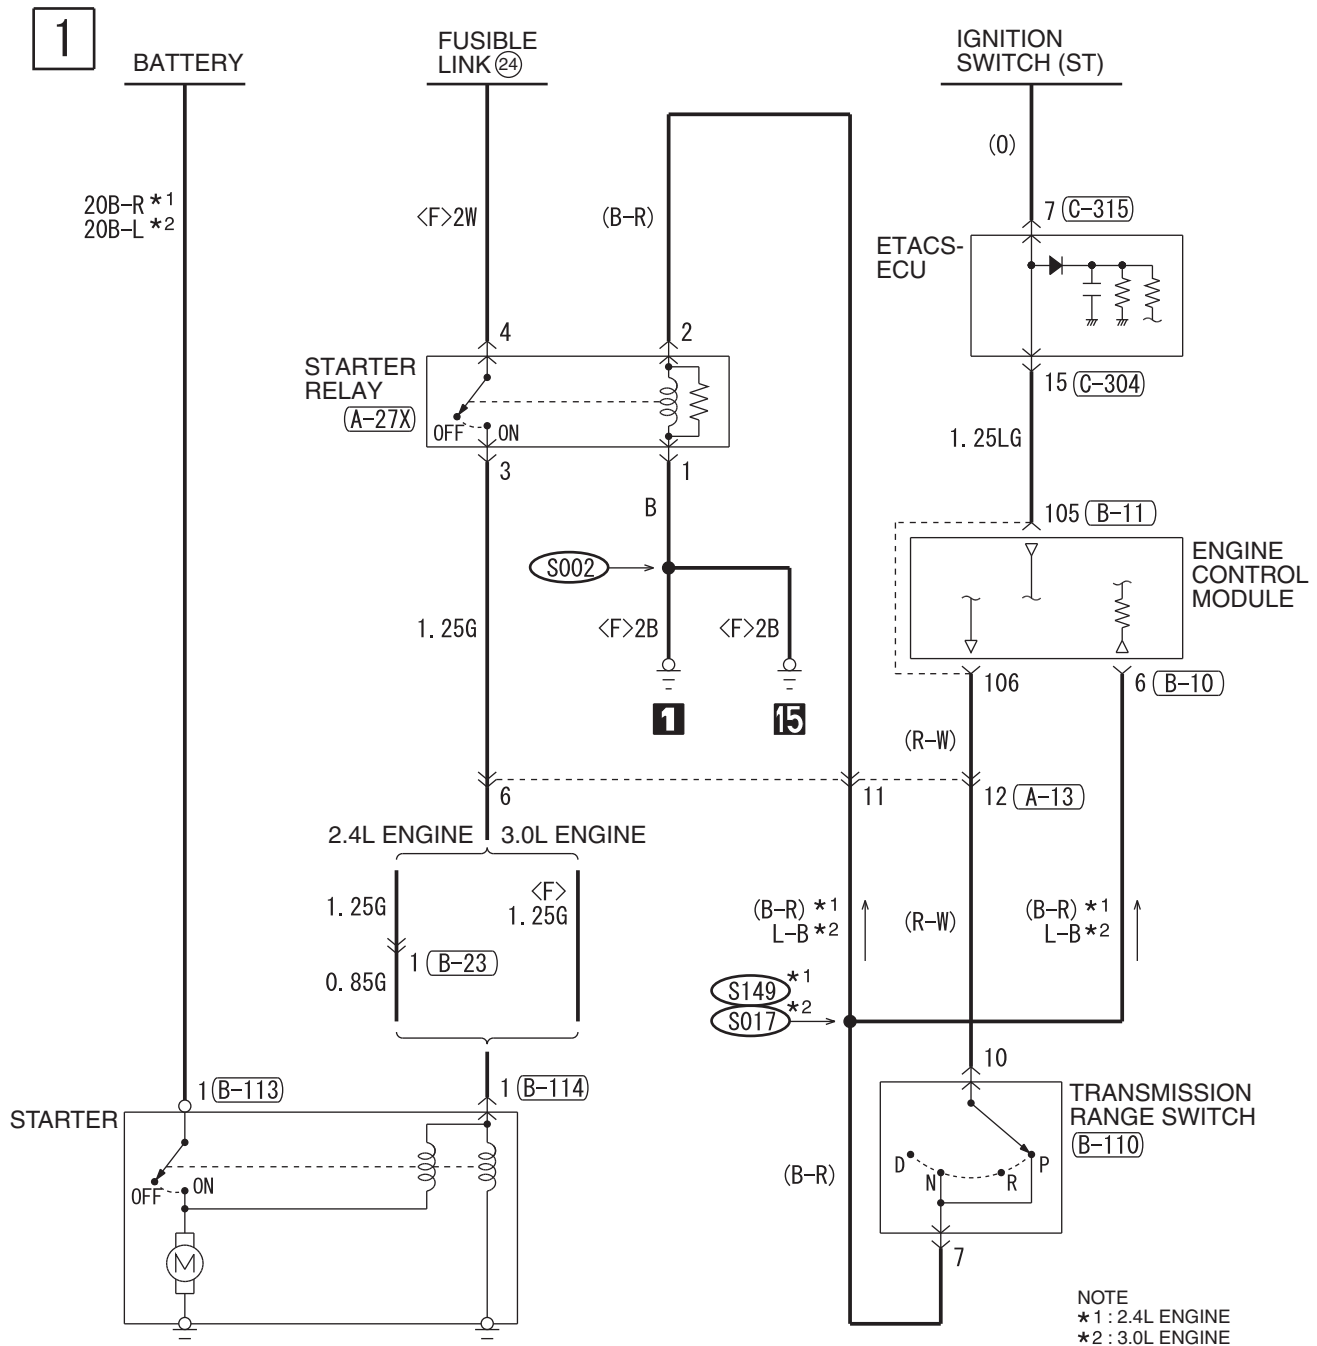 1
BATTERY
FUSIBLE
LINK 24
IGNITION
SWITCH (ST)
(O)
20B-R *1
20B-L *2
<F>2W
(B-R)
7 C-315
ETACS-
ECU
4
2
STARTER
RELAY
A-27X
OFF
ON
3
1
15 C-304
1.25LG
B
105 B-11
S002
ENGINE
CONTROL
MODULE
1.25G
<F>2B
<F>2B
106
6 B-10
1
15
(R-W)
6
11
12 A-13
2.4L ENGINE
3.0L ENGINE
1.25G
<F>
1.25G
(B-R) *1
L-B *2
(R-W)
(B-R) *1
L-B *2
1 B-23
0.85G
S149 *1
S017 *2
10
1 B-113
1 B-114
STARTER
TRANSMISSION
RANGE SWITCH
B-110
D
P
N
R
OFF
ON
(B-R)
M
7
NOTE
*1 : 2.4L ENGINE
*2 : 3.0L ENGINE